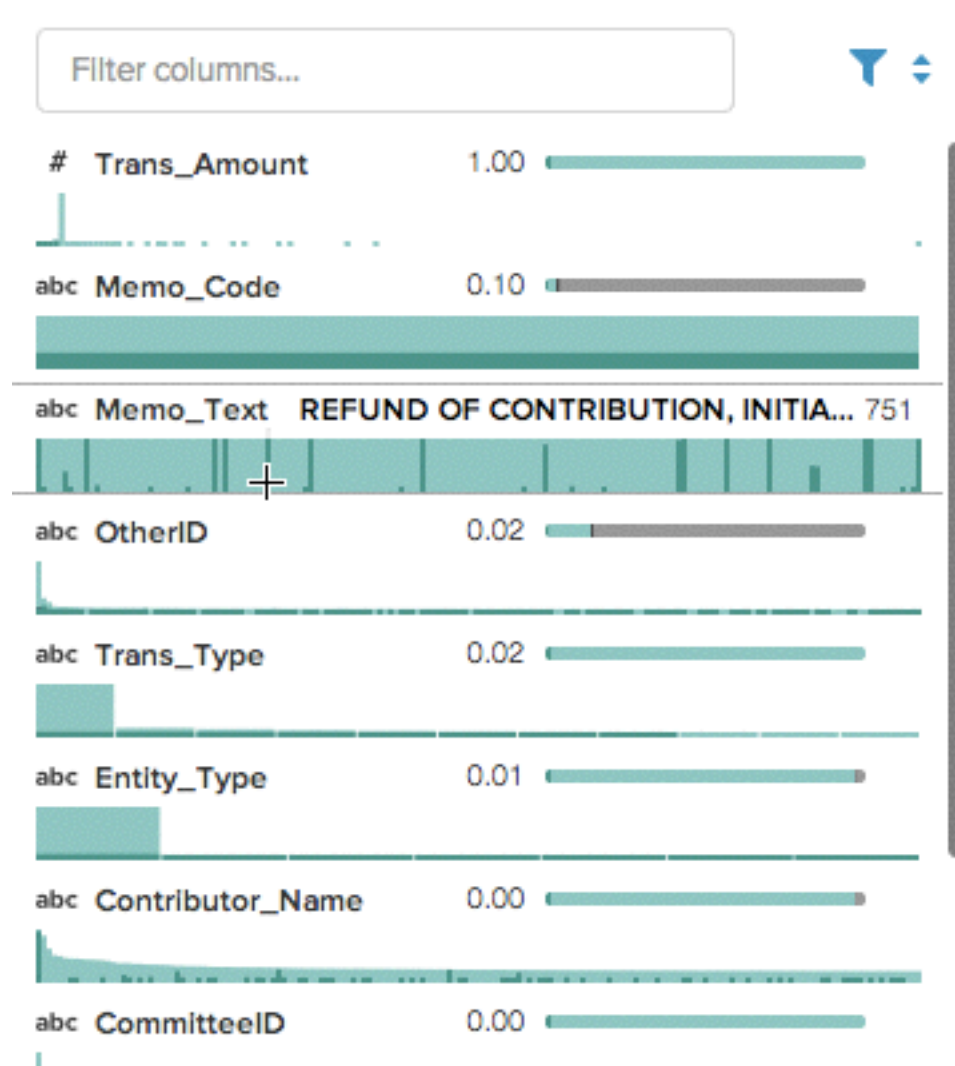 Filter columns...
# Trans_Amount 1.00
abc Memo_Code 0.10
abc Memo_Text REFUND OF CONTRIBUTION, INITIA... 751
abc OtherID 0.02
abc Trans_Type 0.02
abc Entity_Type 0.01
abc Contributor_Name 0.00
abc CommitteeID 0.00